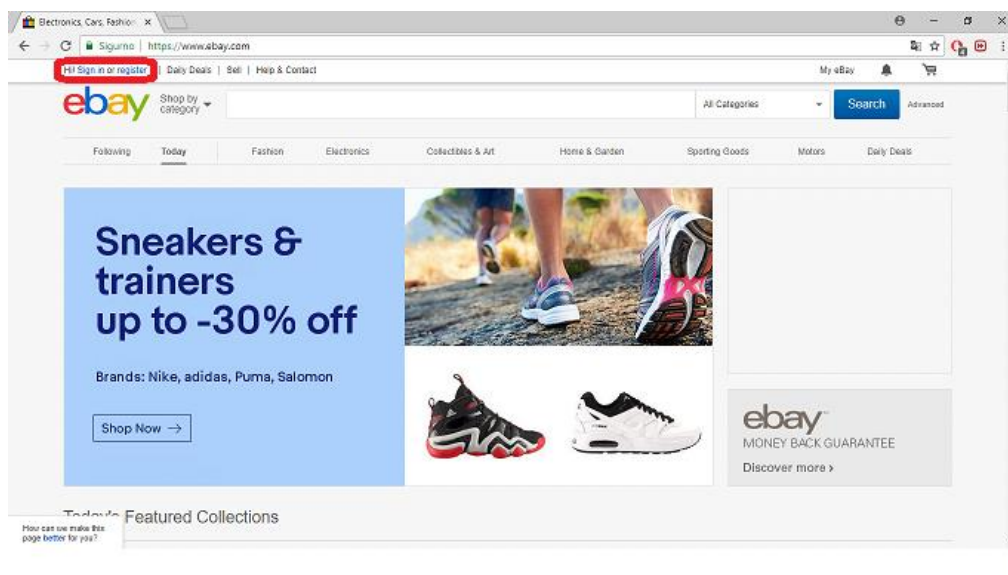 Electronics, Cars, Fashion
Sigurno | https://www.ebay.com
Hi! Sign in or register | Daily Deals | Sell | Help & Contact
My eBay
ebay
Shop by
category
All Categories
Search
Advanced
Following Today Fashion Electronics Collectibles & Art Home & Garden Sporting Goods Motors Daily Deals
Sneakers &
trainers
up to -30% off
Brands: Nike, adidas, Puma, Salomon
Shop Now →
ebay™
MONEY BACK GUARANTEE
Discover more ›
Today's Featured Collections
How can we make this
page better for you?